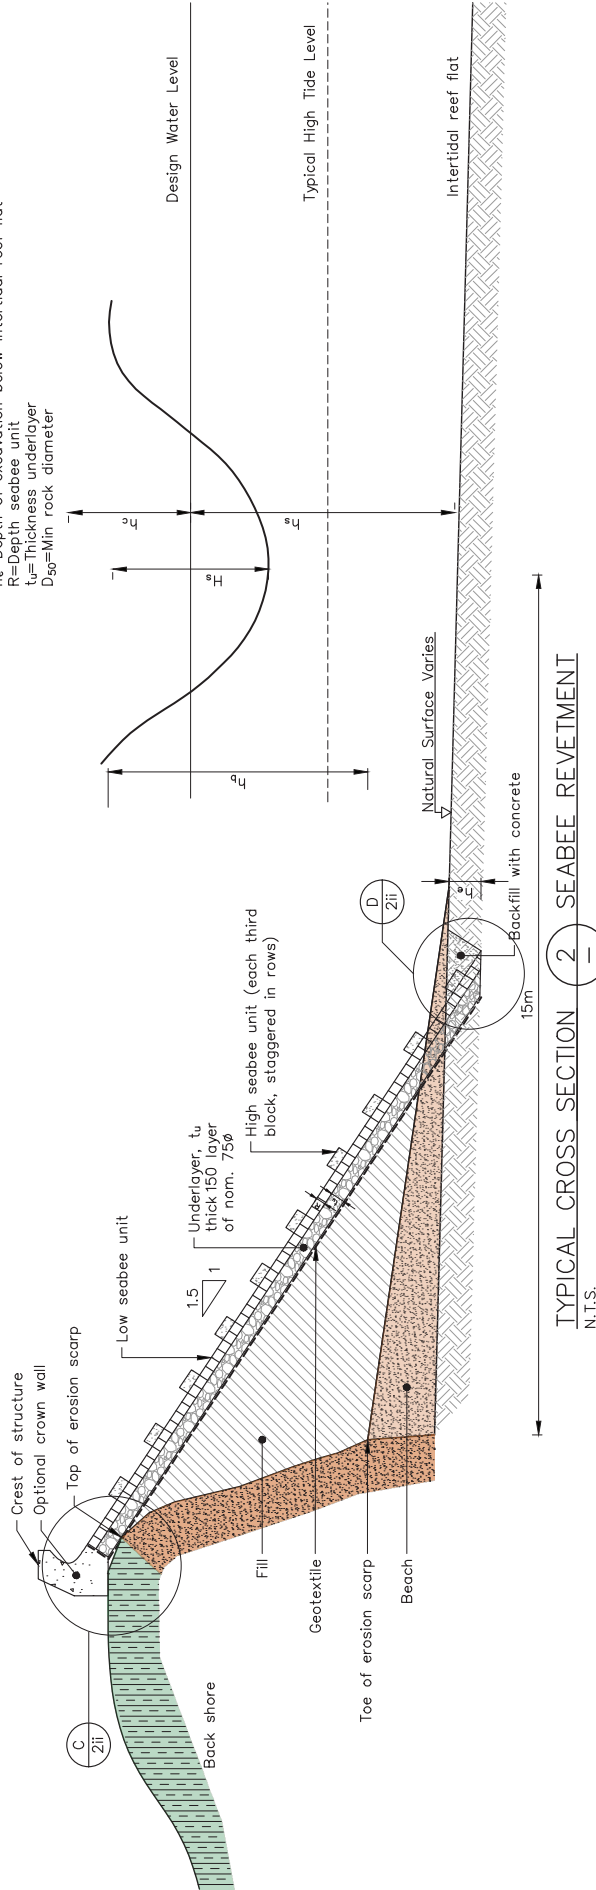 R=Depth seabee unit
tu=Thickness underlayer
D50=Min rock diameter
Crest of structure
Optional crown wall
Top of erosion scarp
Low seabee unit
1.5
1
Underlayer, tu
thick 150 layer
of nom. 75ø
High seabee unit (each third
block, staggered in rows)
R
C
2ii
D
2ii
hb
Hs
hc
hs
he
Design Water Level
Typical High Tide Level
Intertidal reef flat
Natural Surface Varies
Backfill with concrete
Back shore
Fill
Geotextile
Toe of erosion scarp
Beach
15m
TYPICAL CROSS SECTION 2 SEABEE REVETMENT
–
N.T.S.